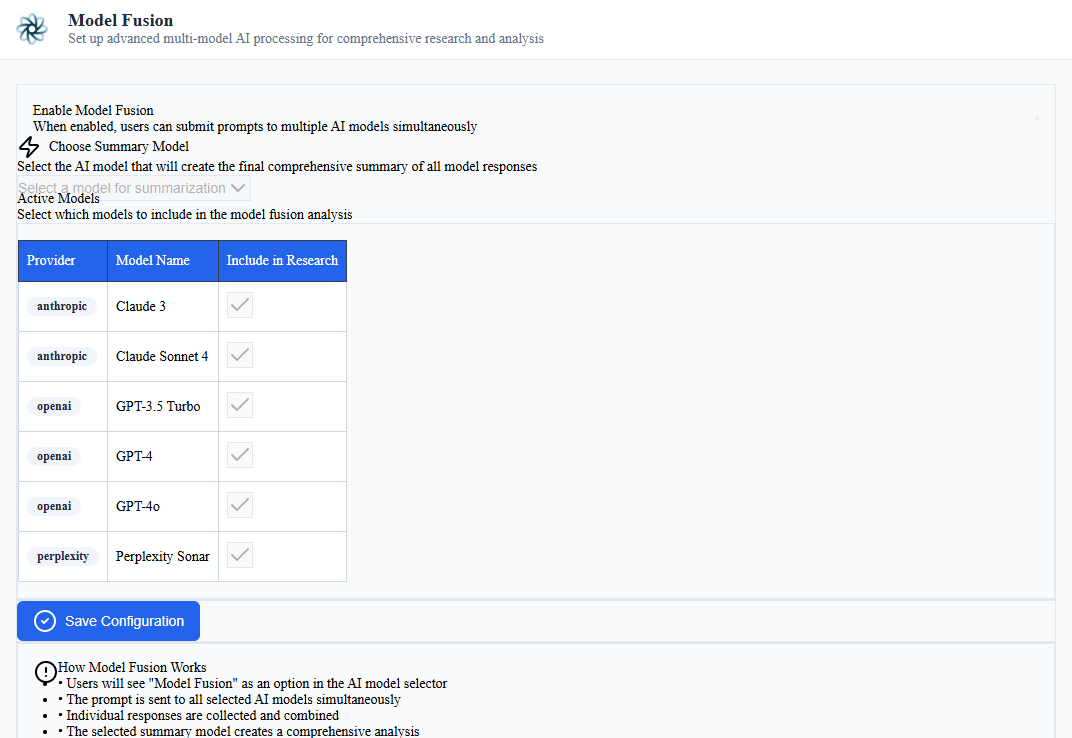 Model Fusion
Set up advanced multi-model AI processing for comprehensive research and analysis
Enable Model Fusion
When enabled, users can submit prompts to multiple AI models simultaneously
Choose Summary Model
Select the AI model that will create the final comprehensive summary of all model responses
Select a model for summarization
Active Models
Select which models to include in the model fusion analysis
Provider Model Name Include in Research
anthropic Claude 3
anthropic Claude Sonnet 4
openai GPT-3.5 Turbo
openai GPT-4
openai GPT-4o
perplexity Perplexity Sonar
Save Configuration
How Model Fusion Works
• Users will see "Model Fusion" as an option in the AI model selector
• • The prompt is sent to all selected AI models simultaneously
• • Individual responses are collected and combined
• • The selected summary model creates a comprehensive analysis